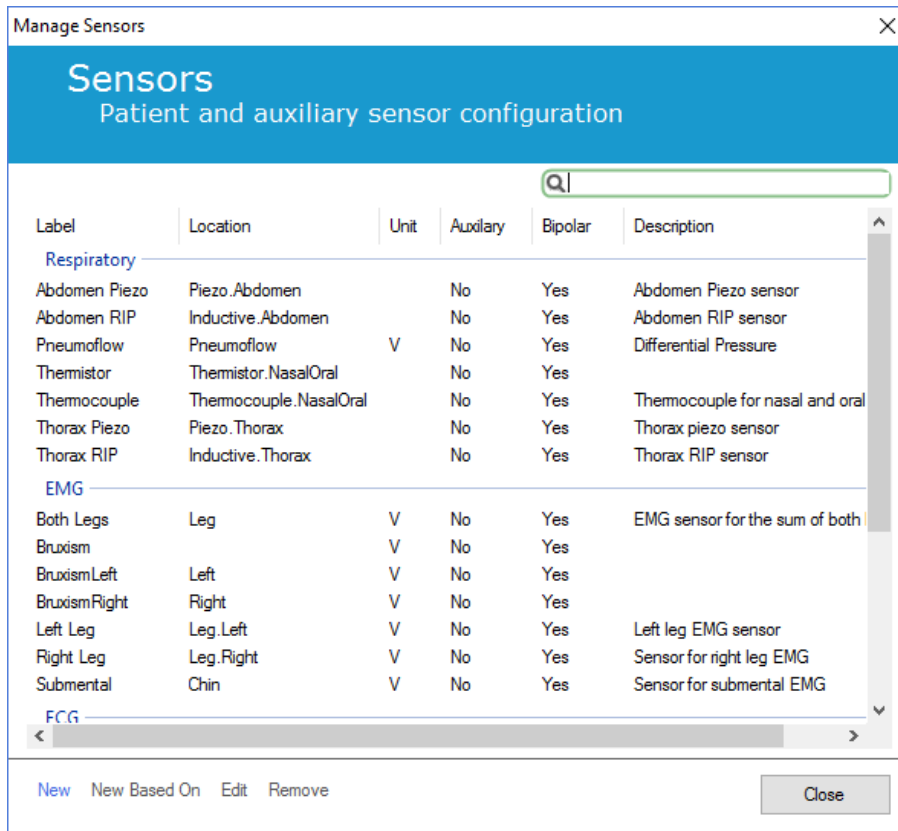 Manage Sensors
Sensors
Patient and auxiliary sensor configuration
Label Location Unit Auxilary Bipolar Description
Respiratory
Abdomen Piezo Piezo.Abdomen No Yes Abdomen Piezo sensor
Abdomen RIP Inductive.Abdomen No Yes Abdomen RIP sensor
Pneumoflow Pneumoflow V No Yes Differential Pressure
Thermistor Thermistor.NasalOral No Yes
Thermocouple Thermocouple.NasalOral No Yes Thermocouple for nasal and oral
Thorax Piezo Piezo.Thorax No Yes Thorax piezo sensor
Thorax RIP Inductive.Thorax No Yes Thorax RIP sensor
EMG
Both Legs Leg V No Yes EMG sensor for the sum of both
Bruxism V No Yes
BruxismLeft Left V No Yes
BruxismRight Right V No Yes
Left Leg Leg.Left V No Yes Left leg EMG sensor
Right Leg Leg.Right V No Yes Sensor for right leg EMG
Submental Chin V No Yes Sensor for submental EMG
ECG
New New Based On Edit Remove Close